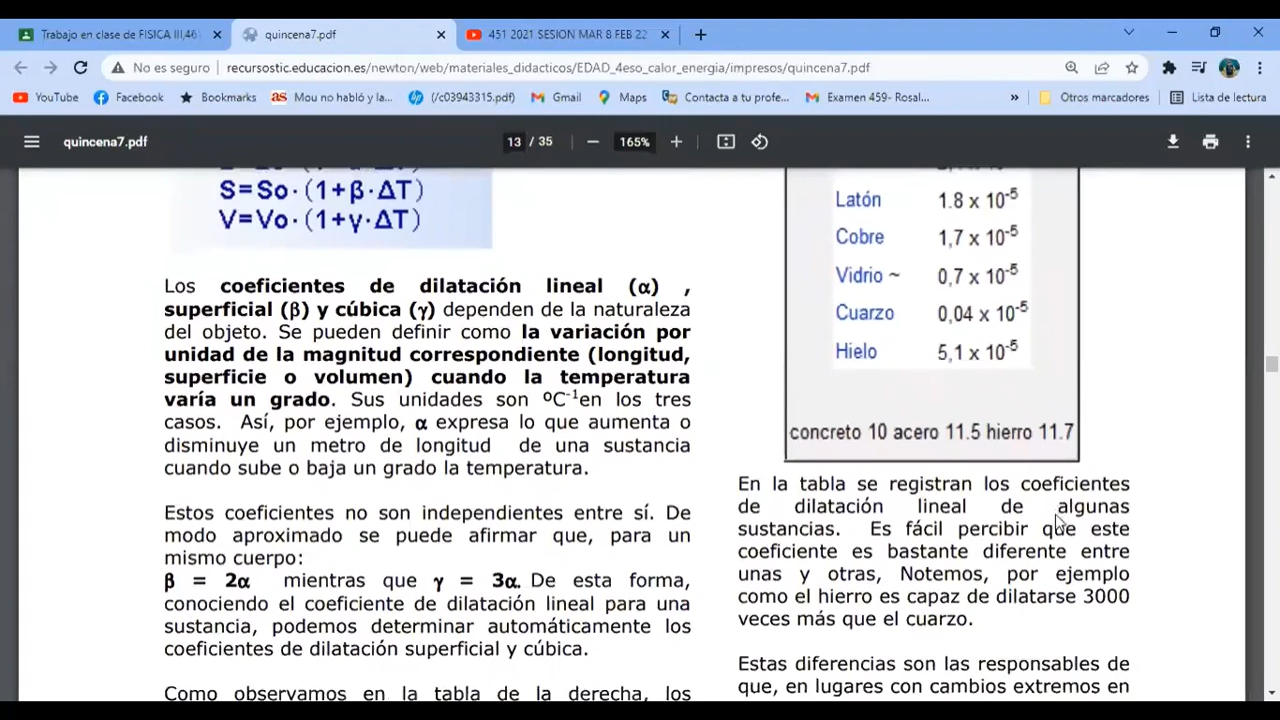 Trabajo en clase de FISICA III,46
quincena7.pdf
451 2021 SESION MAR 8 FEB 22
No es seguro
recursostic.educacion.es/newton/web/materiales_didacticos/EDAD_4eso_calor_energia/impresos/quincena7.pdf
YouTube
Facebook
Bookmarks
as Mou no habló y la...
hp (/c03943315.pdf)
Gmail
Maps
Contacta a tu profe...
Examen 459- Rosal...
»
Otros marcadores
Lista de lectura
quincena7.pdf
13 / 35
165%
S=So·(1+β·ΔT)
V=Vo·(1+γ·ΔT)
Los coeficientes de dilatación lineal (α) ,
superficial (β) y cúbica (γ) dependen de la naturaleza
del objeto. Se pueden definir como la variación por
unidad de la magnitud correspondiente (longitud,
superficie o volumen) cuando la temperatura
varía un grado. Sus unidades son ºC⁻¹en los tres
casos. Así, por ejemplo, α expresa lo que aumenta o
disminuye un metro de longitud de una sustancia
cuando sube o baja un grado la temperatura.
Estos coeficientes no son independientes entre sí. De
modo aproximado se puede afirmar que, para un
mismo cuerpo:
β = 2α mientras que γ = 3α. De esta forma,
conociendo el coeficiente de dilatación lineal para una
sustancia, podemos determinar automáticamente los
coeficientes de dilatación superficial y cúbica.
Como observamos en la tabla de la derecha, los
Latón 1.8 x 10⁻⁵
Cobre 1,7 x 10⁻⁵
Vidrio ~ 0,7 x 10⁻⁵
Cuarzo 0,04 x 10⁻⁵
Hielo 5,1 x 10⁻⁵
concreto 10 acero 11.5 hierro 11.7
En la tabla se registran los coeficientes
de dilatación lineal de algunas
sustancias. Es fácil percibir que este
coeficiente es bastante diferente entre
unas y otras, Notemos, por ejemplo
como el hierro es capaz de dilatarse 3000
veces más que el cuarzo.
Estas diferencias son las responsables de
que, en lugares con cambios extremos en